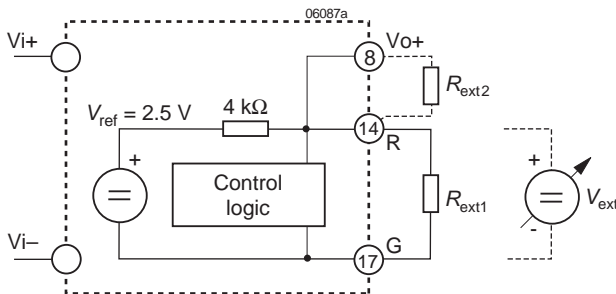 06087a
Vi+
8
Vo+
Rext2
Vref = 2.5 V
4 kΩ
14
R
+
+
Control
logic
Rext1
Vext
-
Vi–
G
17